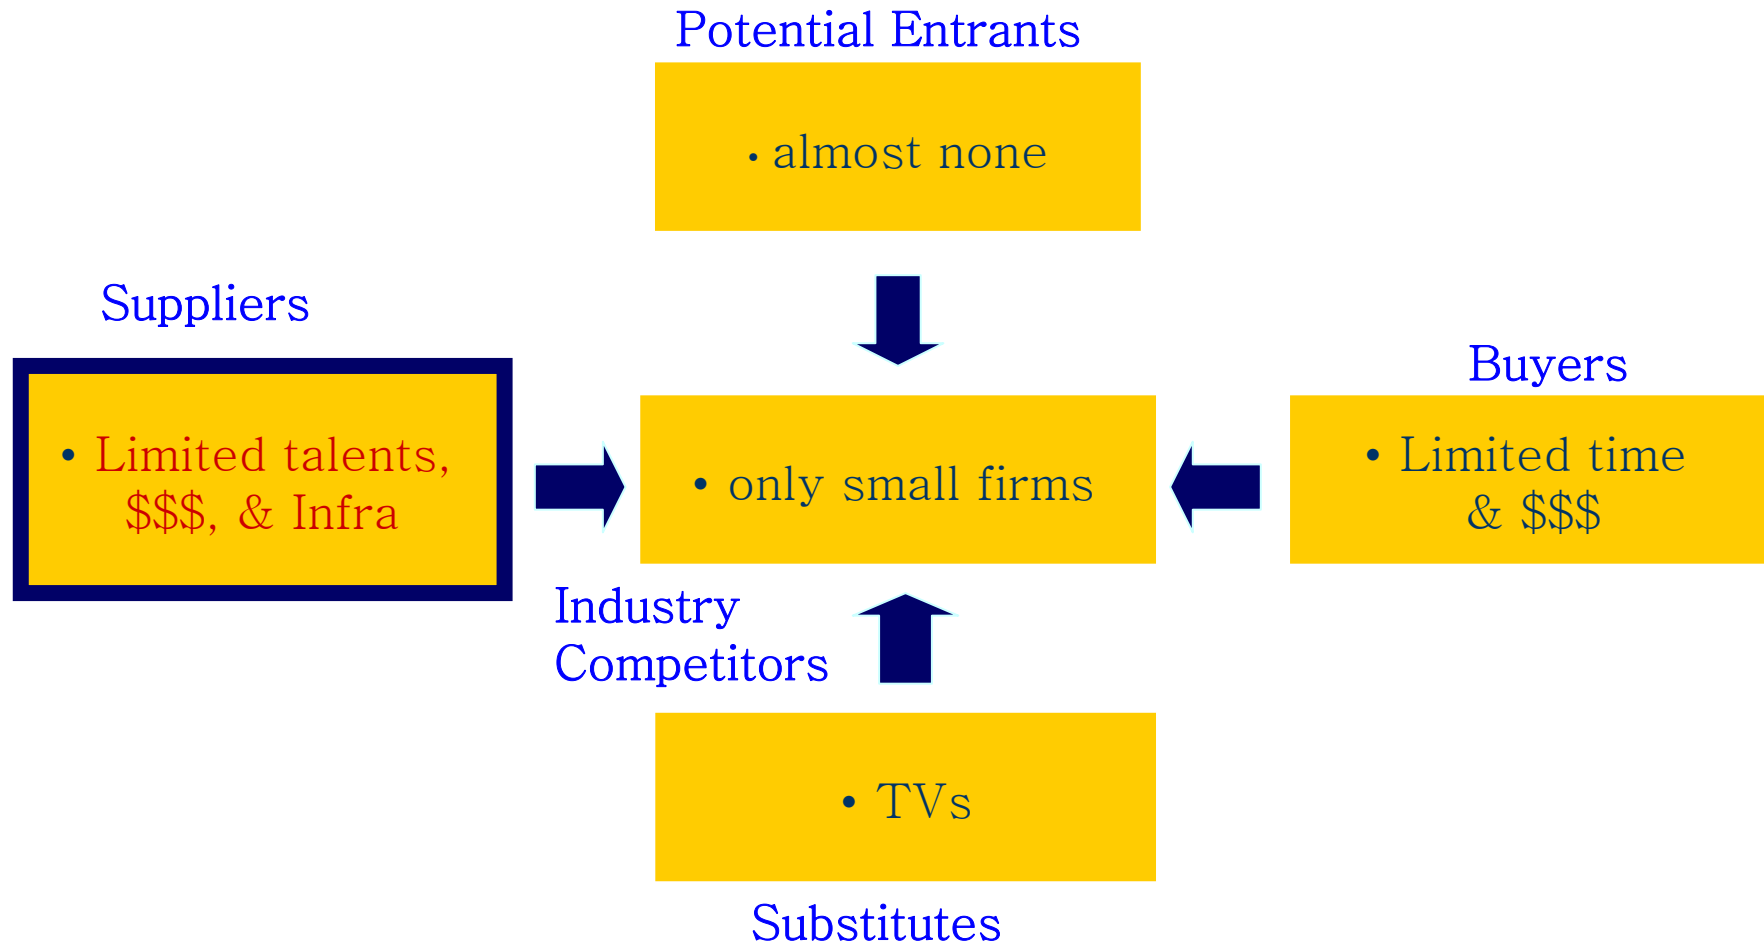 Potential Entrants
• almost none
Suppliers
• Limited talents,
$$$, & Infra
• only small firms
Buyers
• Limited time
& $$$
Industry
Competitors
• TVs
Substitutes